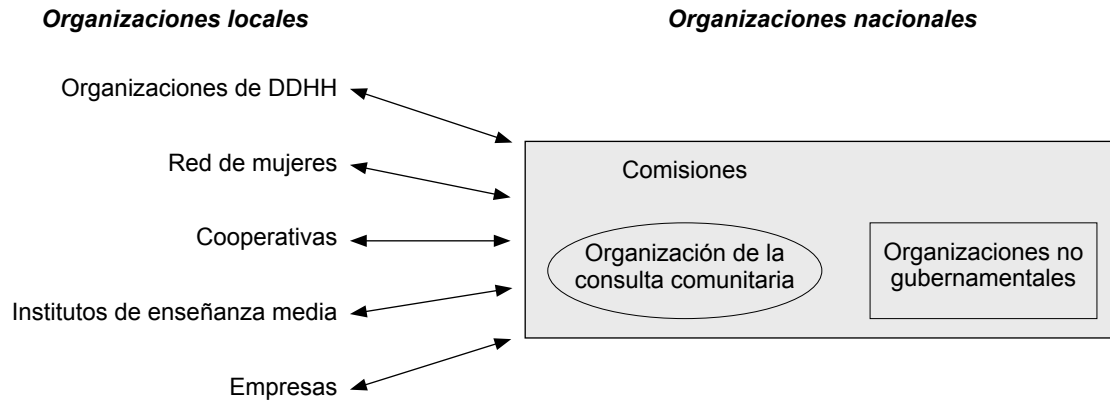 Organizaciones locales
Organizaciones nacionales
Organizaciones de DDHH
Red de mujeres
Cooperativas
Institutos de enseñanza media
Empresas
Comisiones
Organización de la
consulta comunitaria
Organizaciones no
gubernamentales